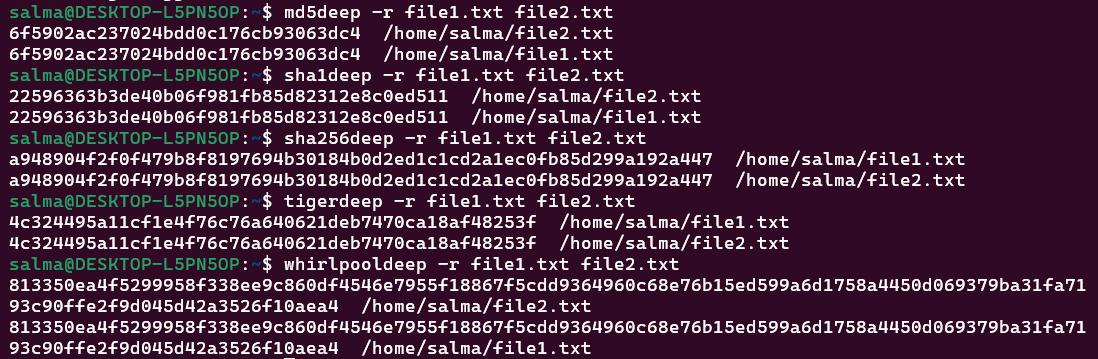 salma@DESKTOP-L5PN5OP:~$ md5deep -r file1.txt file2.txt
6f5902ac237024bdd0c176cb93063dc4  /home/salma/file2.txt
6f5902ac237024bdd0c176cb93063dc4  /home/salma/file1.txt
salma@DESKTOP-L5PN5OP:~$ sha1deep -r file1.txt file2.txt
22596363b3de40b06f981fb85d82312e8c0ed511  /home/salma/file2.txt
22596363b3de40b06f981fb85d82312e8c0ed511  /home/salma/file1.txt
salma@DESKTOP-L5PN5OP:~$ sha256deep -r file1.txt file2.txt
a948904f2f0f479b8f8197694b30184b0d2ed1c1cd2a1ec0fb85d299a192a447  /home/salma/file1.txt
a948904f2f0f479b8f8197694b30184b0d2ed1c1cd2a1ec0fb85d299a192a447  /home/salma/file2.txt
salma@DESKTOP-L5PN5OP:~$ tigerdeep -r file1.txt file2.txt
4c324495a11cf1e4f76c76a640621deb7470ca18af48253f  /home/salma/file1.txt
4c324495a11cf1e4f76c76a640621deb7470ca18af48253f  /home/salma/file2.txt
salma@DESKTOP-L5PN5OP:~$ whirlpooldeep -r file1.txt file2.txt
813350ea4f5299958f338ee9c860df4546e7955f18867f5cdd9364960c68e76b15ed599a6d1758a4450d069379ba31fa71
93c90ffe2f9d045d42a3526f10aea4  /home/salma/file2.txt
813350ea4f5299958f338ee9c860df4546e7955f18867f5cdd9364960c68e76b15ed599a6d1758a4450d069379ba31fa71
93c90ffe2f9d045d42a3526f10aea4  /home/salma/file1.txt